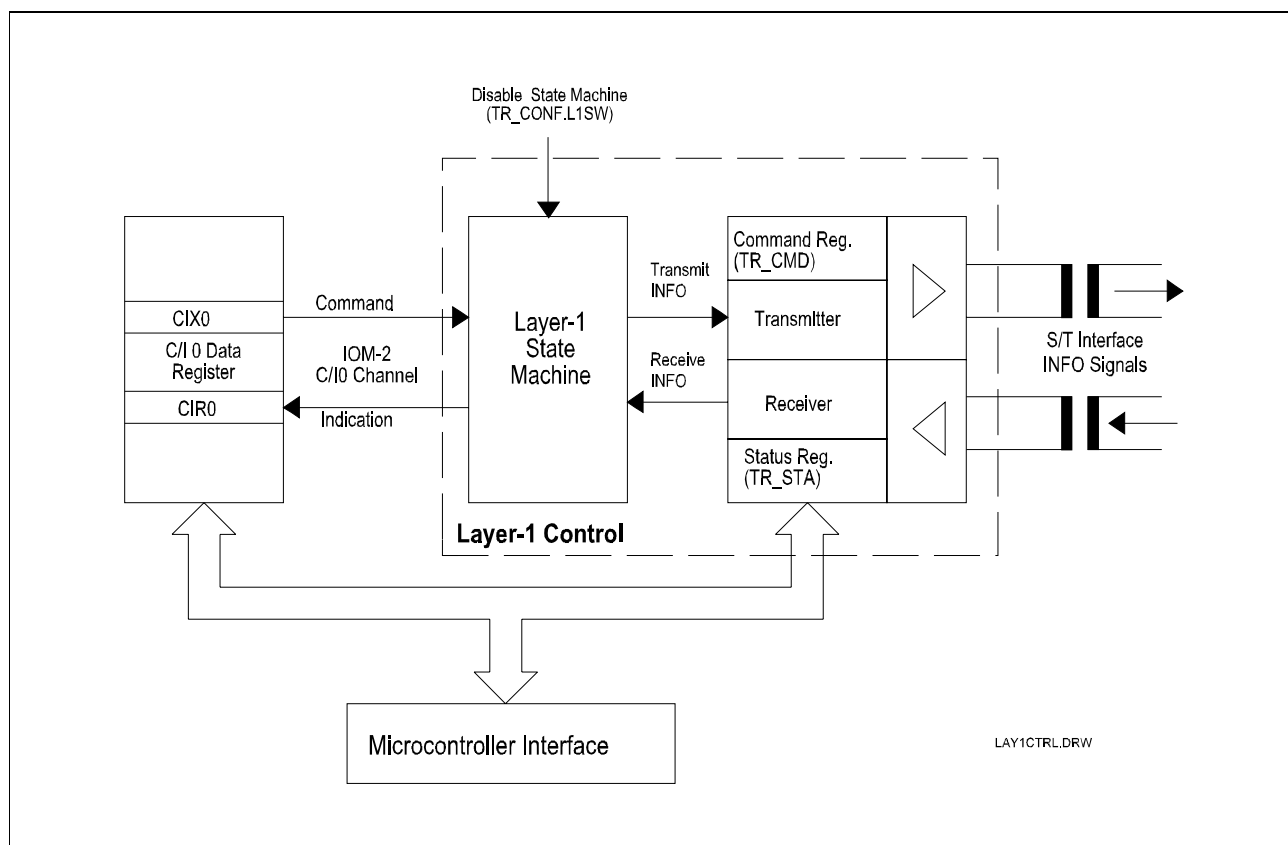 Disable State Machine
(TR_CONF.L1SW)
Command Reg.
(TR_CMD)
Transmit
INFO
Command
CIX0
Layer-1
State
Machine
Transmitter
C/I 0 Data
Register
IOM-2
C/I0 Channel
S/T Interface
INFO Signals
Receive
INFO
CIR0
Indication
Receiver
Status Reg.
(TR_STA)
Layer-1 Control
Microcontroller Interface
LAY1CTRL.DRW